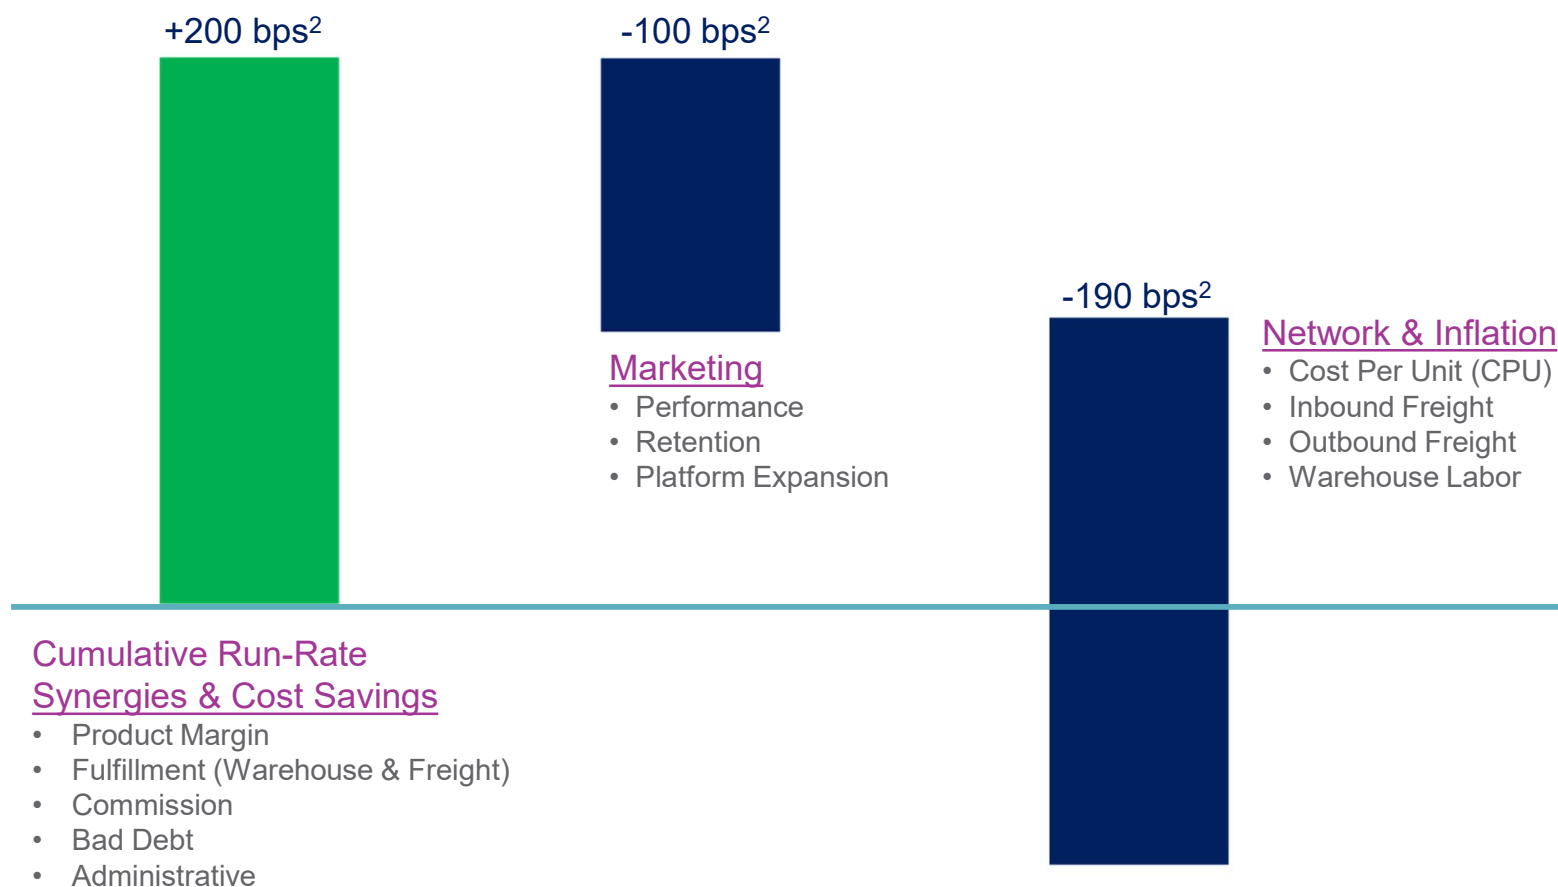 +200 bps²
-100 bps²
-190 bps²
Network & Inflation
• Cost Per Unit (CPU)
• Inbound Freight
• Outbound Freight
• Warehouse Labor
Marketing
• Performance
• Retention
• Platform Expansion
Cumulative Run-Rate
Synergies & Cost Savings
• Product Margin
• Fulfillment (Warehouse & Freight)
• Commission
• Bad Debt
• Administrative